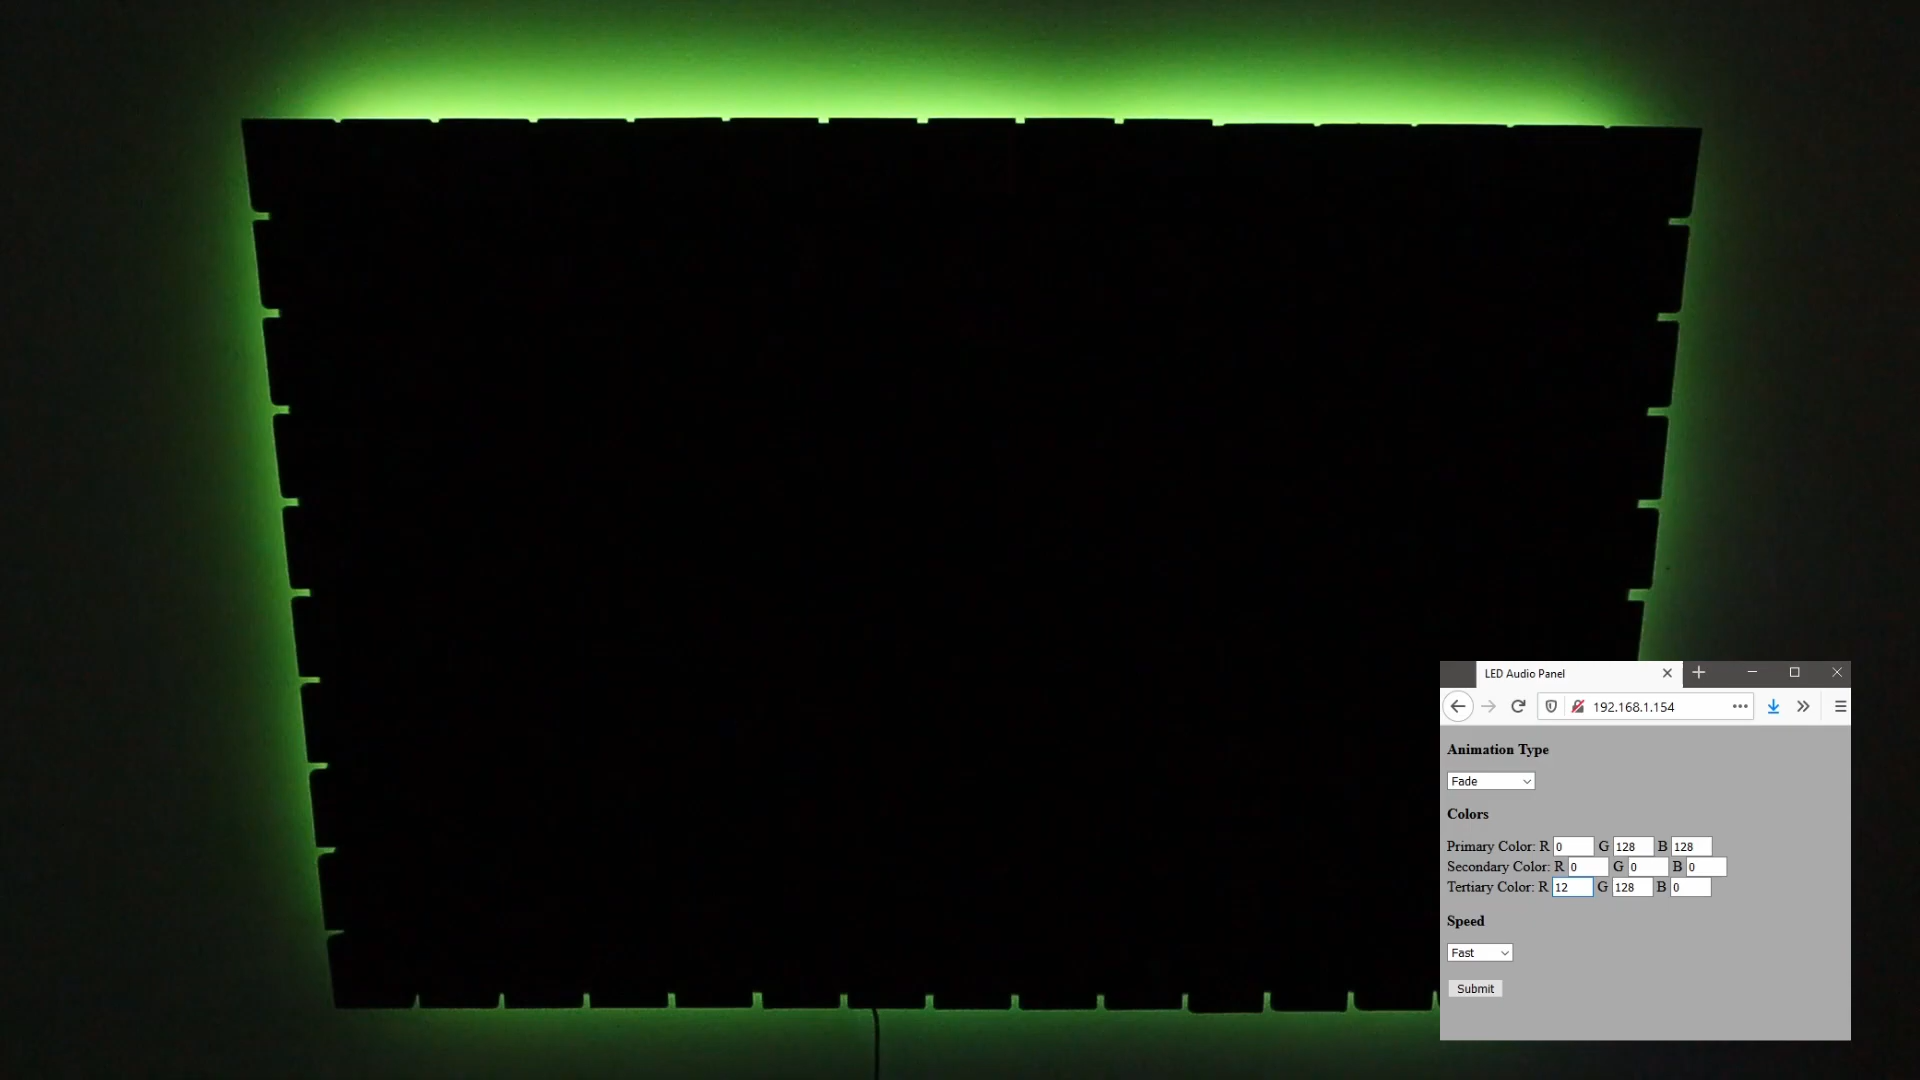 LED Audio Panel
192.168.1.154
Animation Type
Fade
Colors
Primary Color: R 0 G 128 B 128
Secondary Color: R 0 G 0 B 0
Tertiary Color: R 12 G 128 B 0
Speed
Fast
Submit